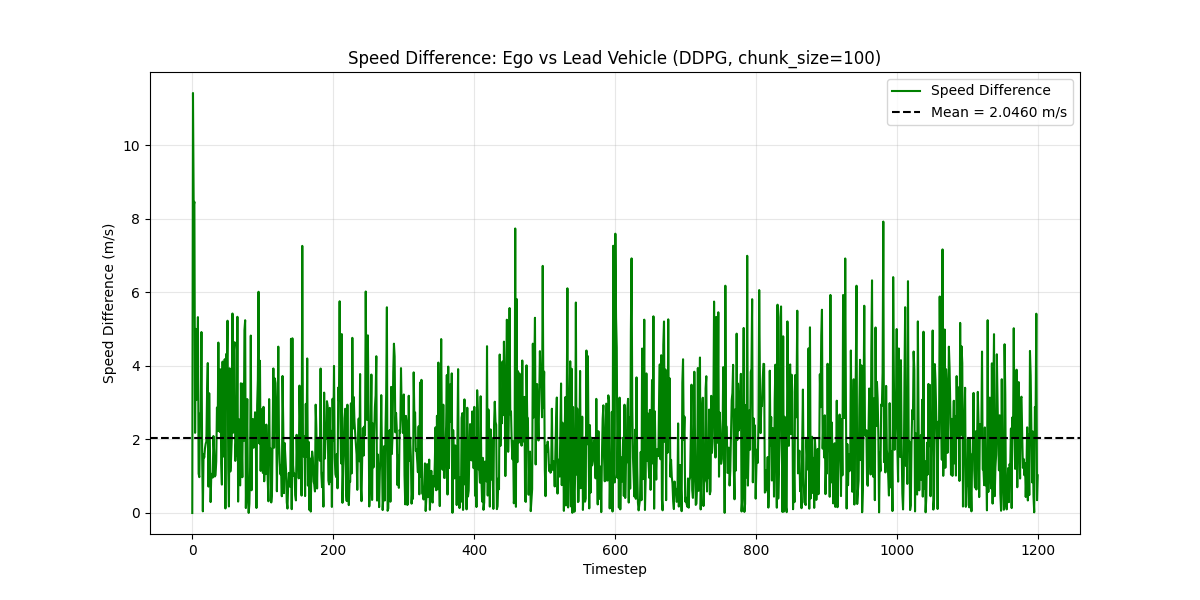 Speed Difference: Ego vs Lead Vehicle (DDPG, chunk_size=100)
Speed Difference
Mean = 2.0460 m/s
Speed Difference (m/s)
10
8
6
4
2
0
0 200 400 600 800 1000 1200
Timestep